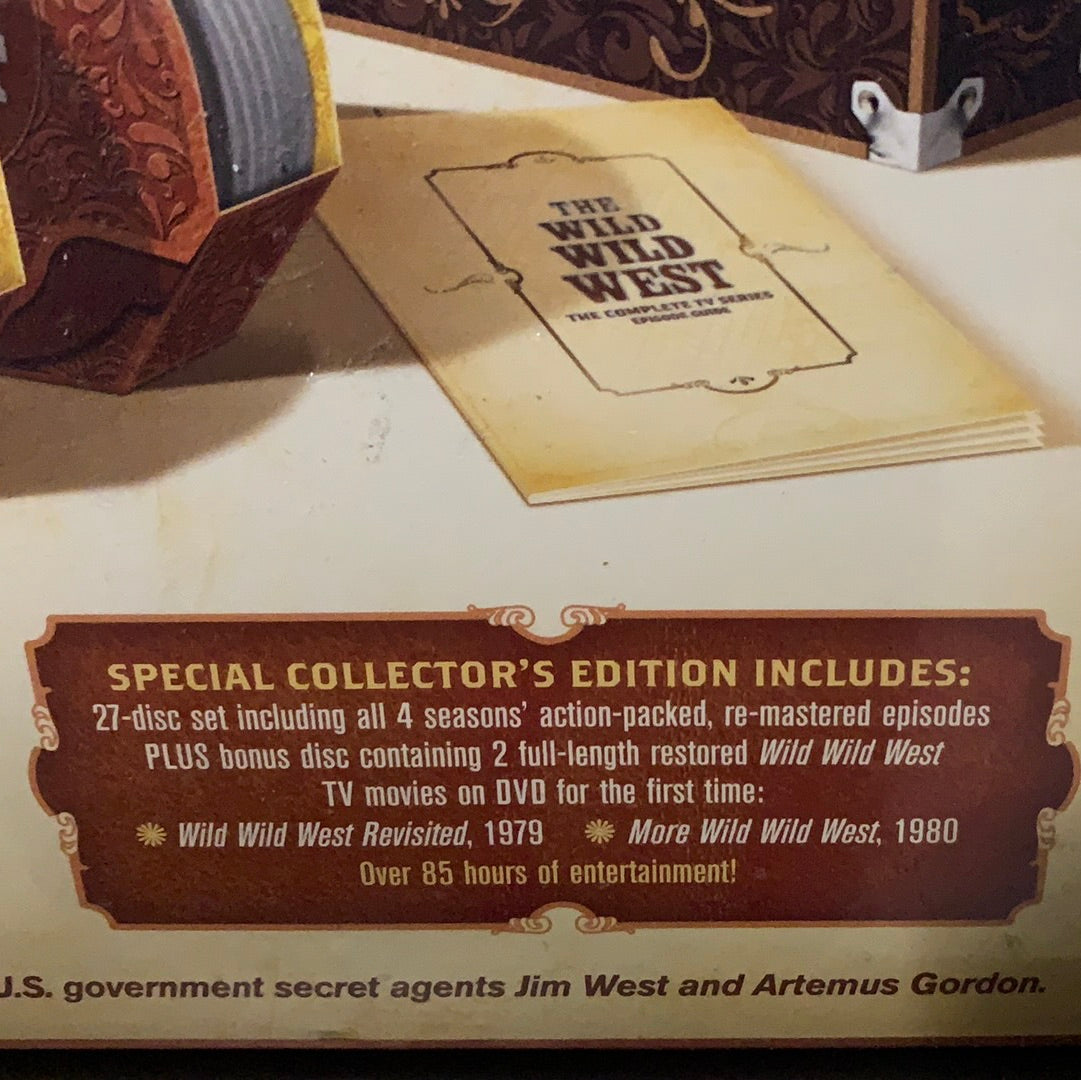 THE
WILD
WILD
WEST
THE COMPLETE TV SERIES
EPISODE GUIDE
SPECIAL COLLECTOR'S EDITION INCLUDES:
27-disc set including all 4 seasons' action-packed, re-mastered episodes
PLUS bonus disc containing 2 full-length restored Wild Wild West
TV movies on DVD for the first time:
Wild Wild West Revisited, 1979 More Wild Wild West, 1980
Over 85 hours of entertainment!
U.S. government secret agents Jim West and Artemus Gordon.